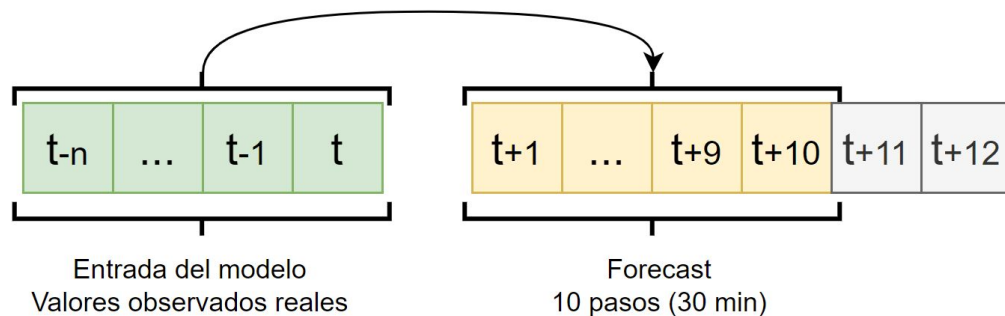 t-n ... t-1 t t+1 ... t+9 t+10 t+11 t+12
Entrada del modelo
Valores observados reales
Forecast
10 pasos (30 min)